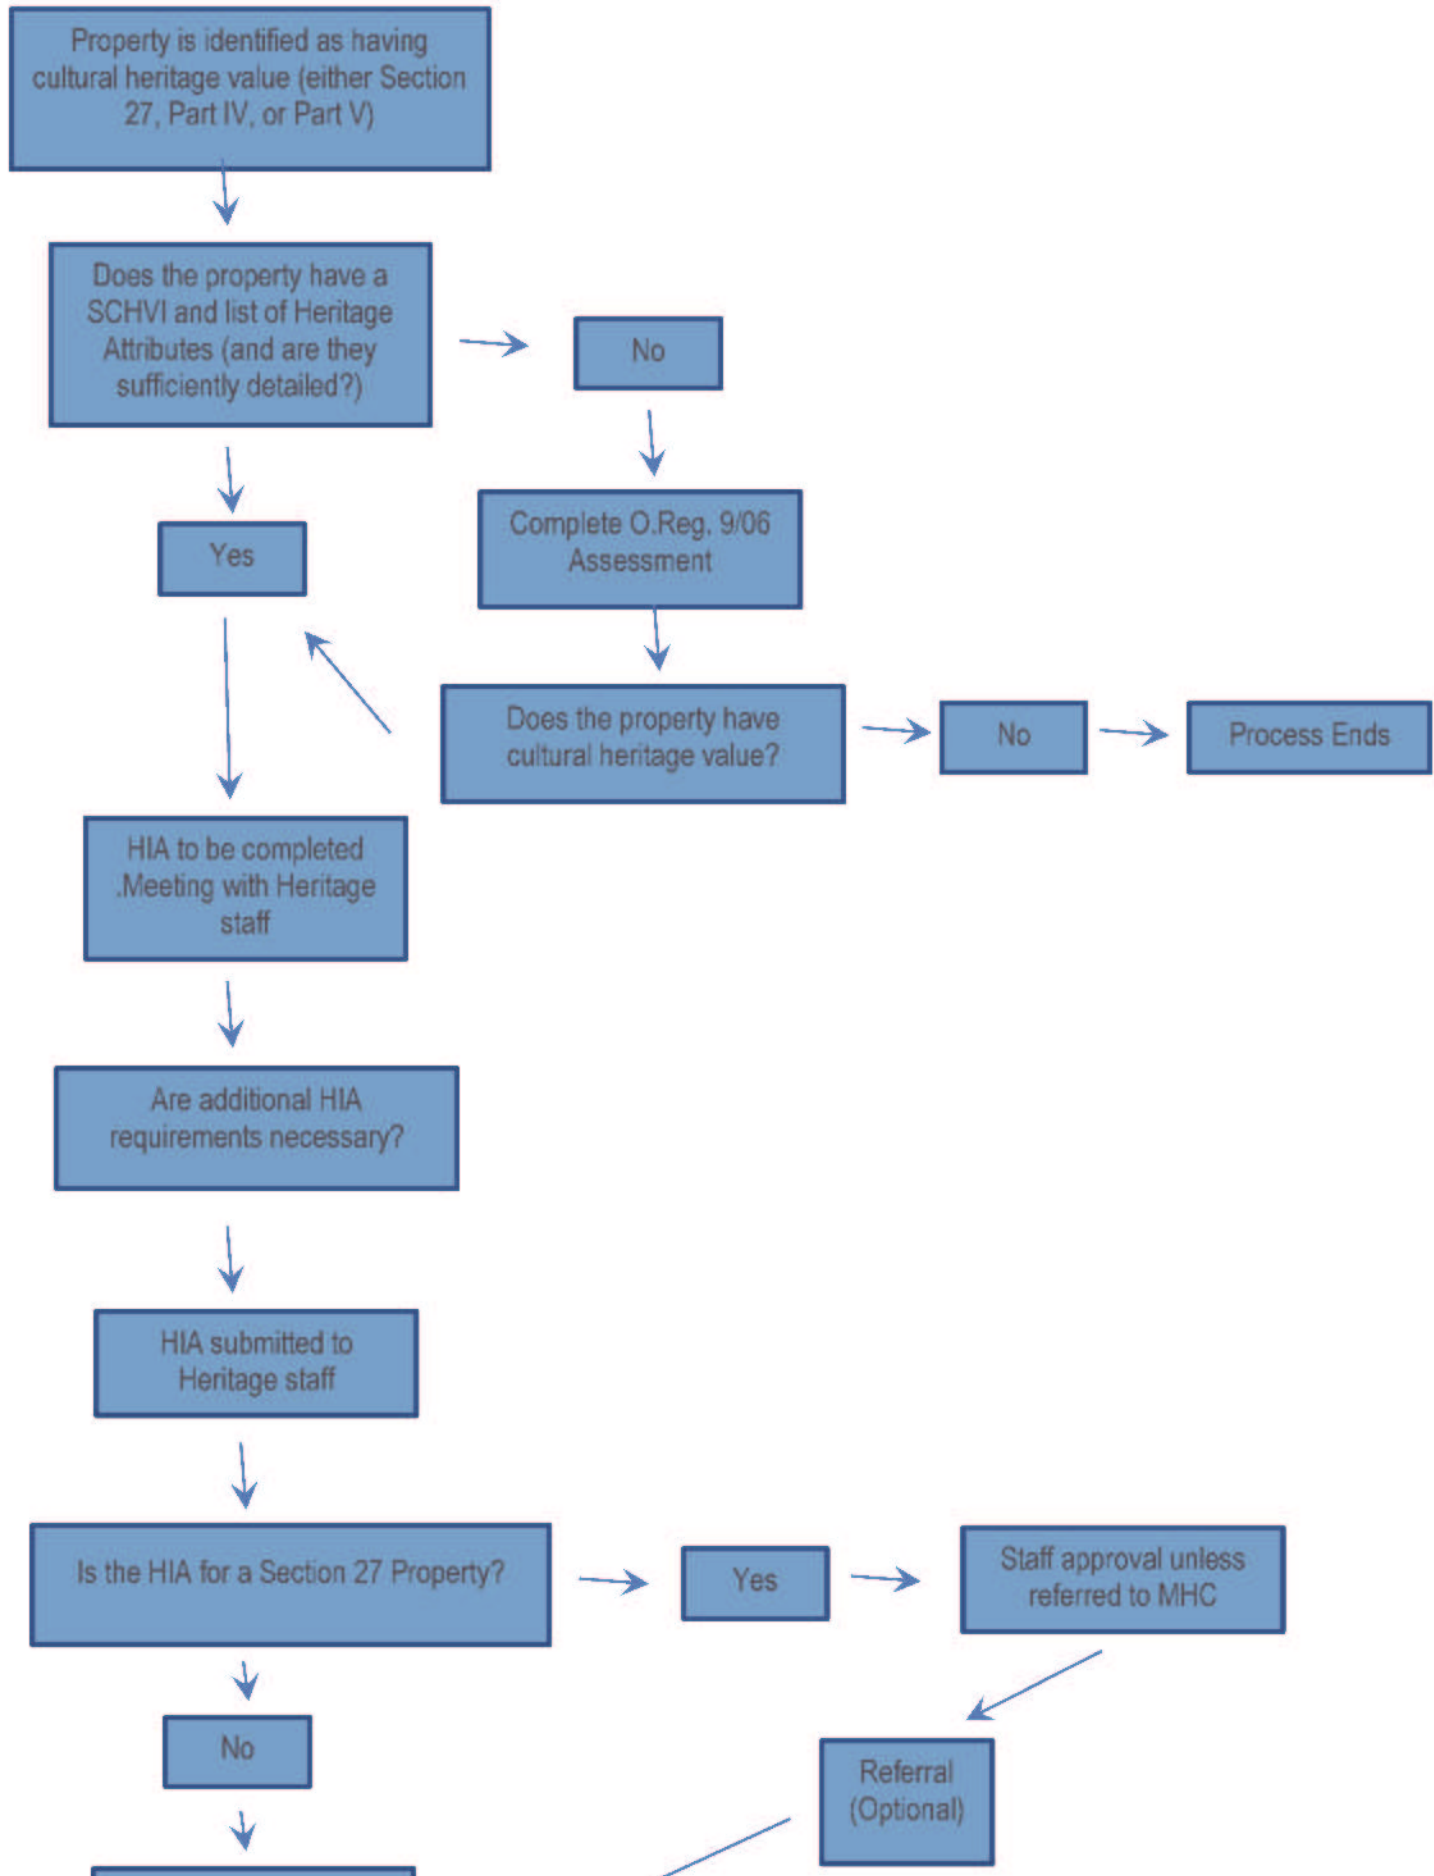 Property is identified as having
cultural heritage value (either Section
27, Part IV, or Part V)
Does the property have a
SCHVI and list of Heritage
Attributes (and are they
sufficiently detailed?)
No
Yes
Complete O.Reg. 9/06
Assessment
Does the property have
cultural heritage value?
No
Process Ends
HIA to be completed
.Meeting with Heritage
staff
Are additional HIA
requirements necessary?
HIA submitted to
Heritage staff
Is the HIA for a Section 27 Property?
Yes
Staff approval unless
referred to MHC
No
Referral
(Optional)